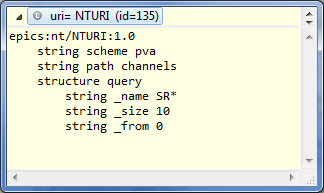 uri= NTURI (id=135)
epics:nt/NTURI:1.0
string scheme pva
string path channels
structure query
string _name SR*
string _size 10
string _from 0